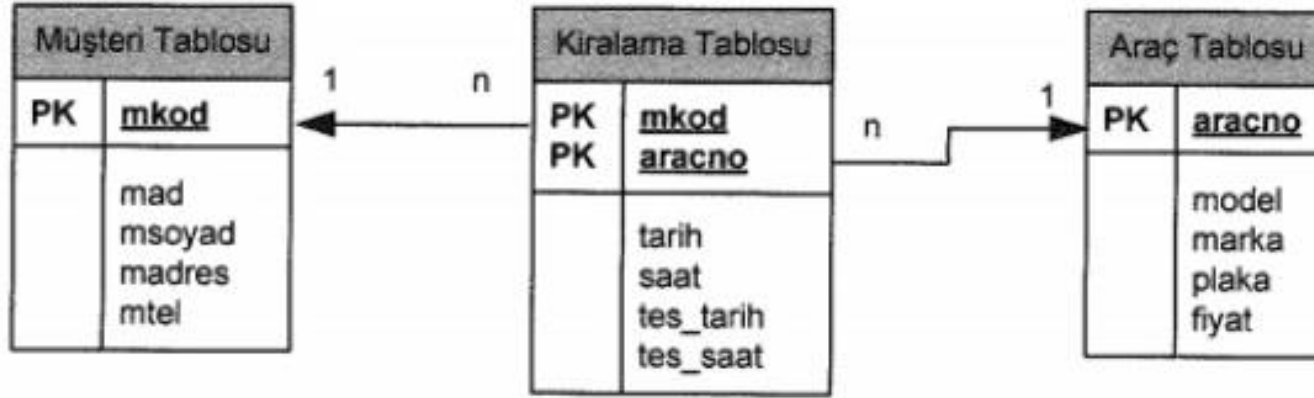 Müşteri Tablosu
PK mkod
mad
msoyad
madres
mtel
1 n
Kiralama Tablosu
PK mkod
PK aracno
tarih
saat
tes_tarih
tes_saat
n 1
Araç Tablosu
PK aracno
model
marka
plaka
fiyat